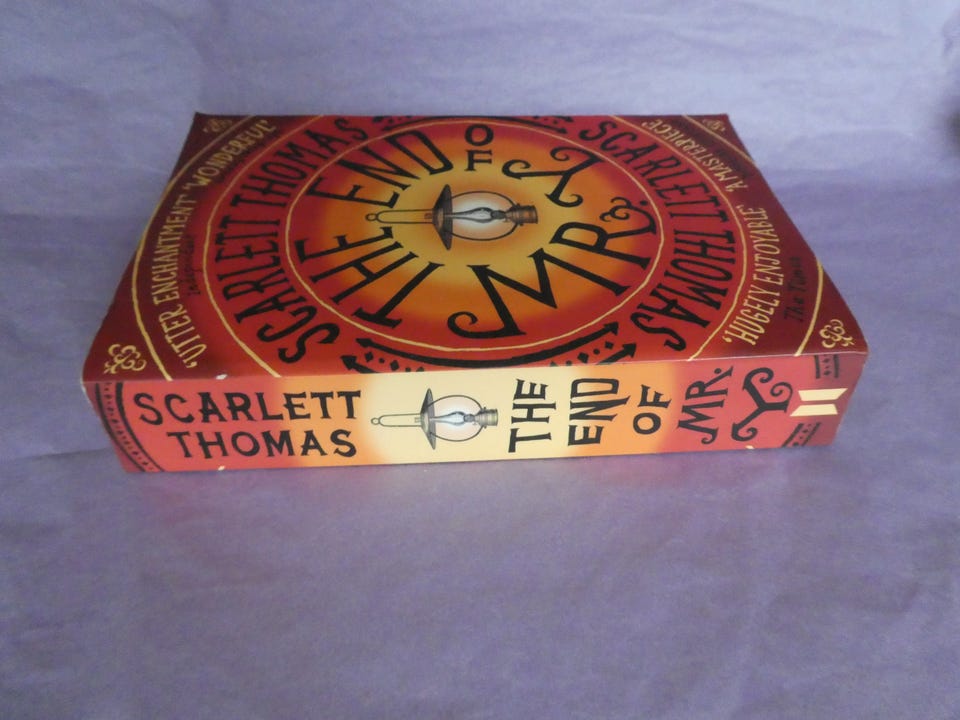 'UTTER ENCHANTMENT'
Independent
'WONDERFUL'
SCARLETT THOMAS
THE END
OF
MR. Y
SCARLETT THOMAS
'A MASTERPIECE'
'HUGELY ENJOYABLE'
The Times
SCARLETT
THOMAS
THE
END
OF
MR.
Y